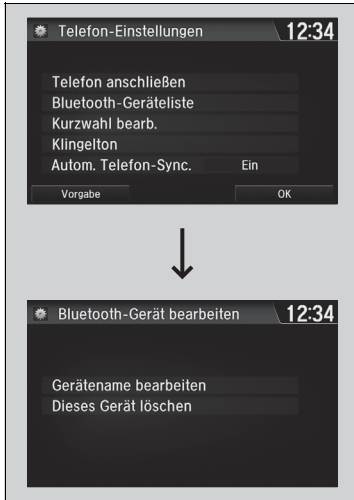 Telefon-Einstellungen 12:34
Telefon anschließen
Bluetooth-Geräteliste
Kurzwahl bearb.
Klingelton
Autom. Telefon-Sync. Ein
Vorgabe OK
Bluetooth-Gerät bearbeiten 12:34
Gerätename bearbeiten
Dieses Gerät löschen